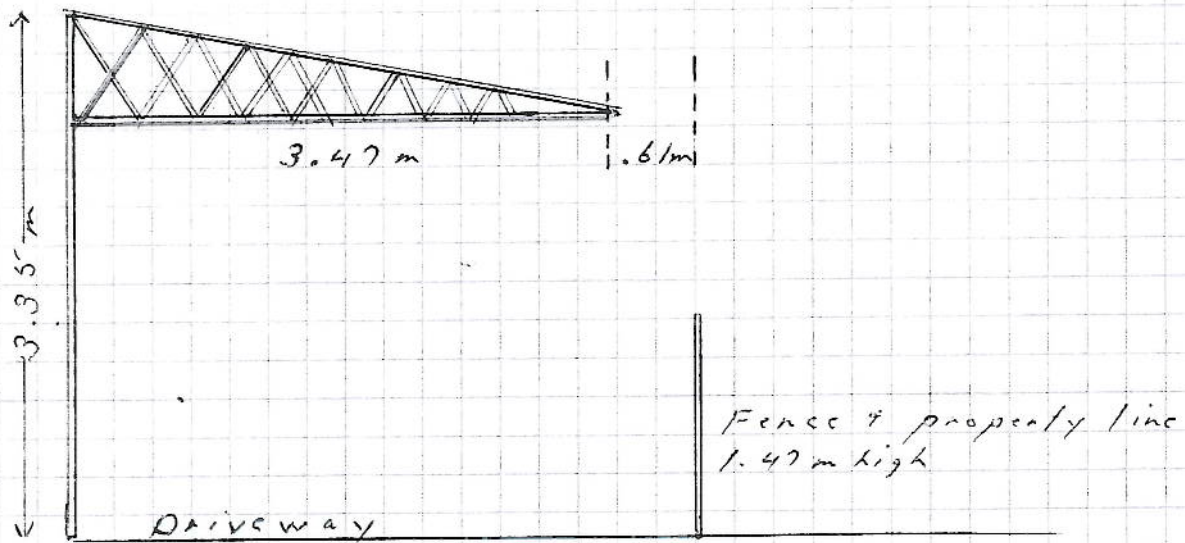 3.47 m
.61m
3.35 m
Fence & property line
1.47 m high
Driveway